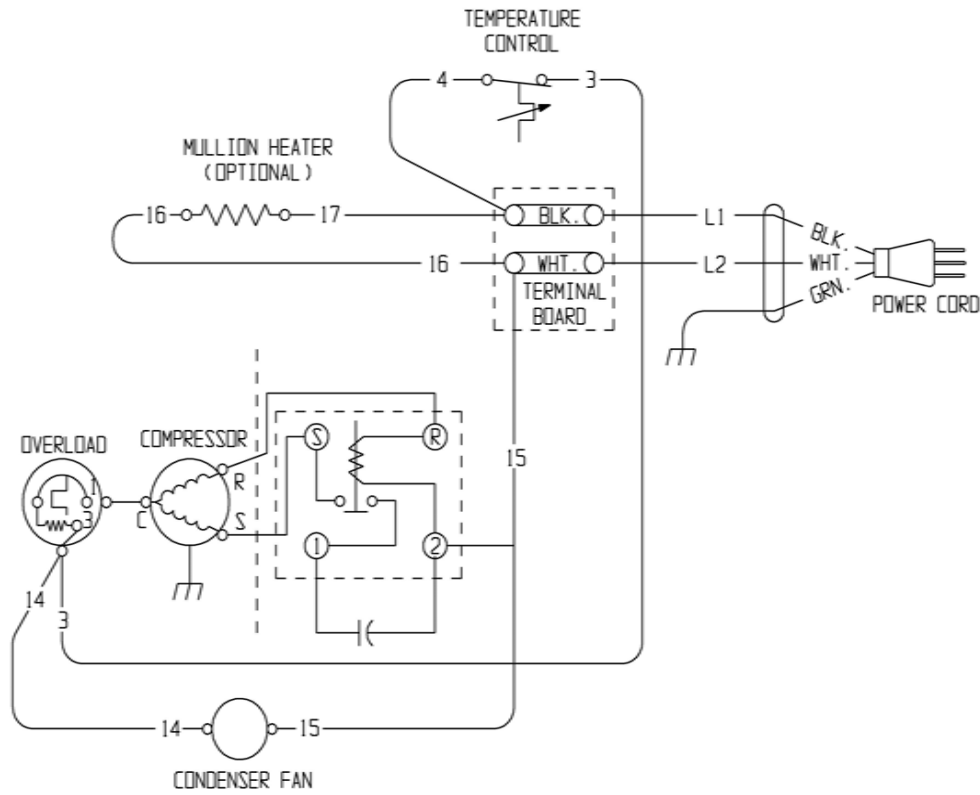 TEMPERATURE
CONTROL
4
3
MULLION HEATER
(OPTIONAL)
16
17
BLK.
L1
BLK.
16
WHT.
L2
WHT.
GRN.
TERMINAL
BOARD
POWER CORD
OVERLOAD
COMPRESSOR
S
R
15
1
R
3
C
S
1
2
14
3
14
15
CONDENSER FAN